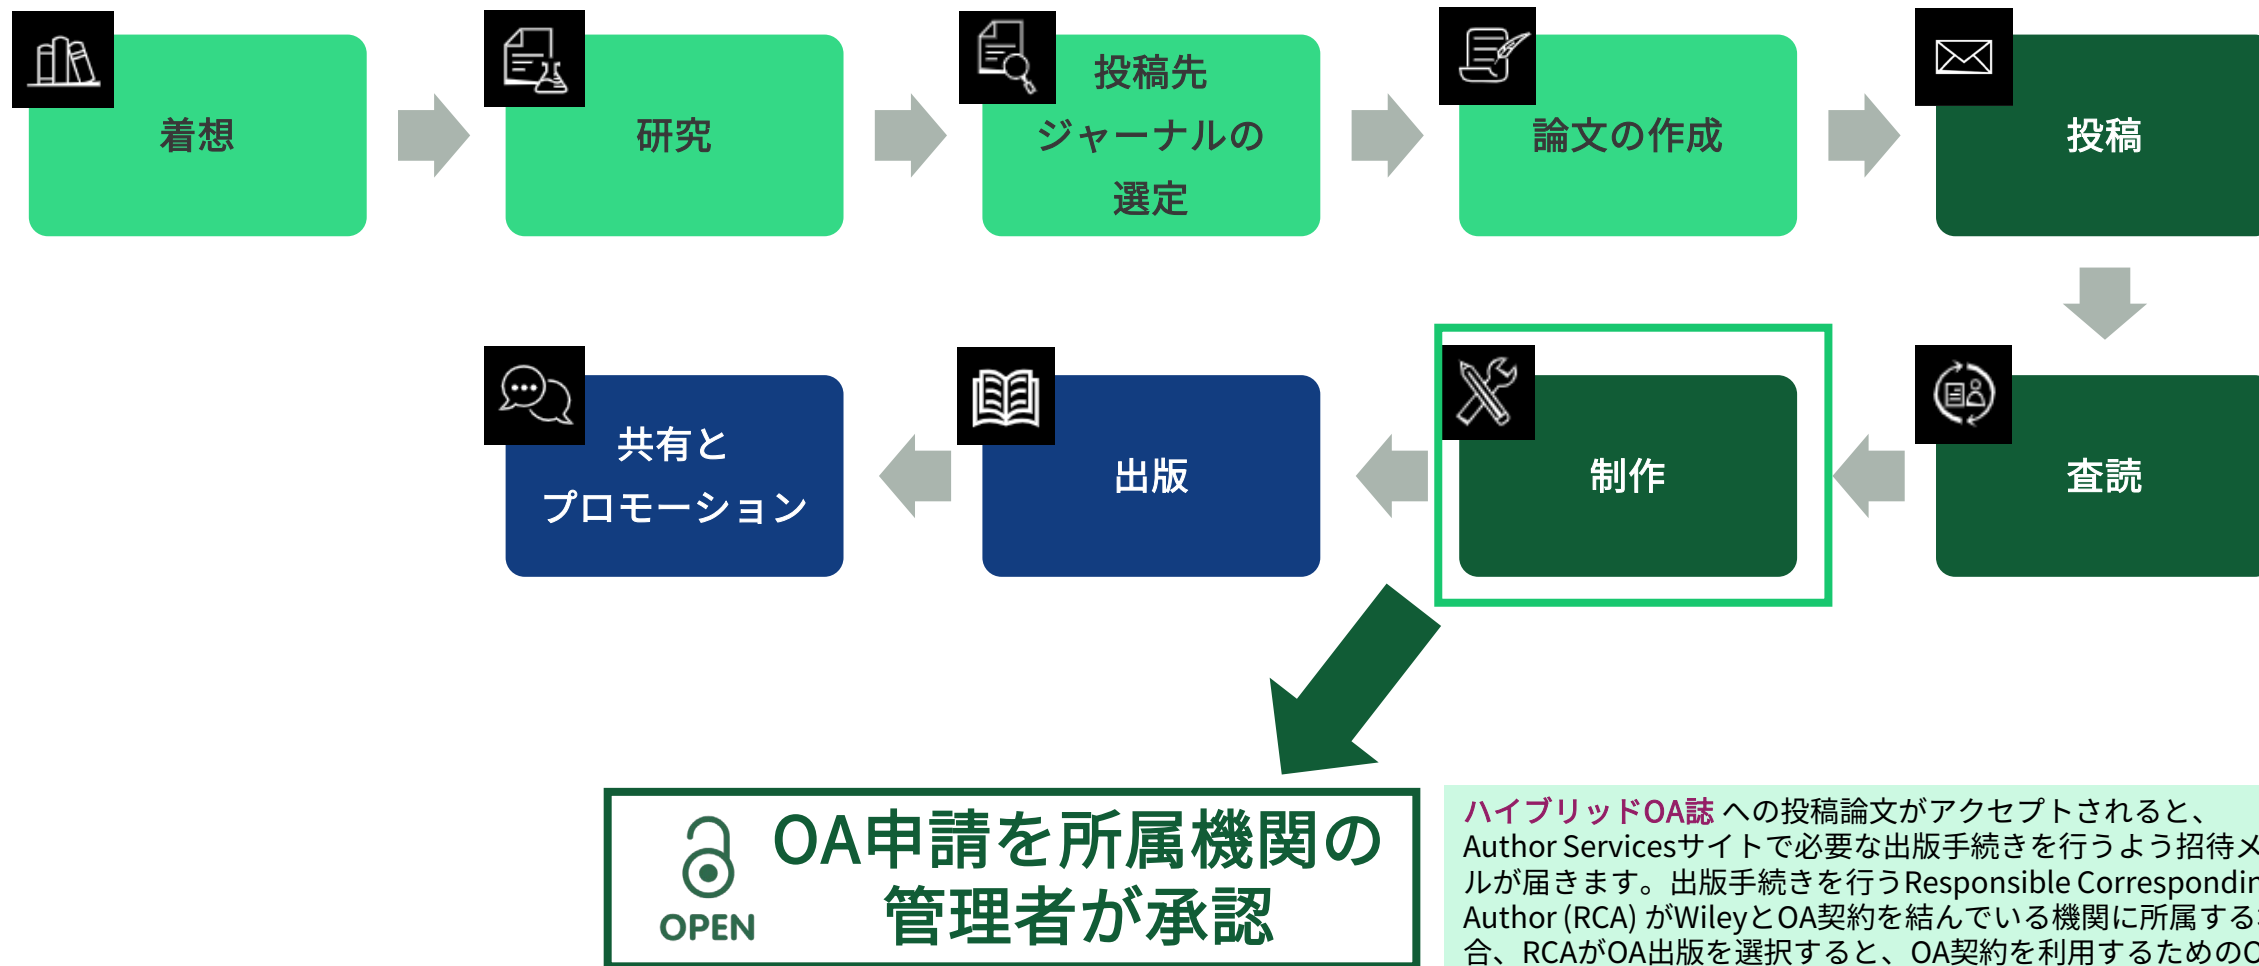 着想
研究
投稿先
ジャーナルの
選定
論文の作成
投稿
共有と
プロモーション
出版
制作
査読
OPEN
OA申請を所属機関の
管理者が承認
ハイブリッドOA誌 への投稿論文がアクセプトされると、
Author Servicesサイトで必要な出版手続きを行うよう招待メ
ルが届きます。出版手続きを行うResponsible
Author (RCA) がWileyとOA契約を結んでいる機関に所属する
合、RCAがOA出版を選択すると、OA契約を利用するための